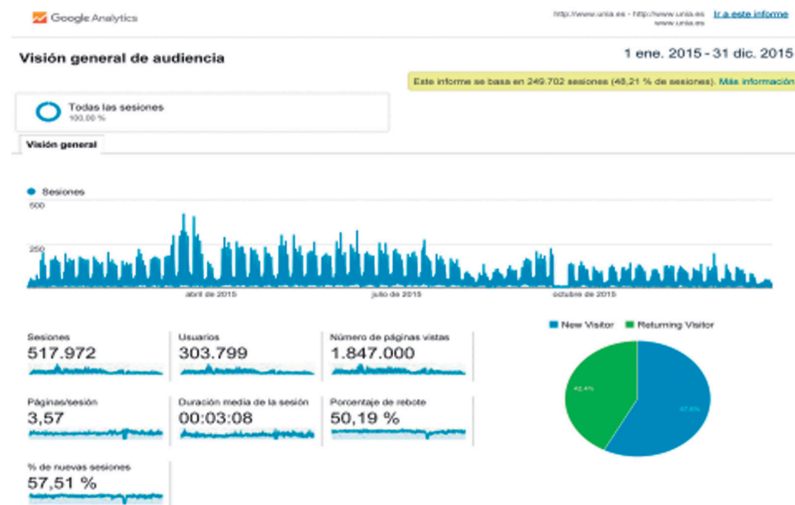 Google Analytics
http://www.unia.es - http://www.unia.es
www.unia.es
Ir a este informe
Visión general de audiencia
1 ene. 2015 - 31 dic. 2015
Este informe se basa en 249.702 sesiones (48,21 % de sesiones). Más información
Todas las sesiones
100,00 %
Visión general
Sesiones
500
250
abril de 2015
julio de 2015
octubre de 2015
Sesiones
517.972
Usuarios
303.799
Número de páginas vistas
1.847.000
Páginas/sesión
3,57
Duración media de la sesión
00:03:08
Porcentaje de rebote
50,19 %
% de nuevas sesiones
57,51 %
New Visitor
Returning Visitor
42,4%
57,6%